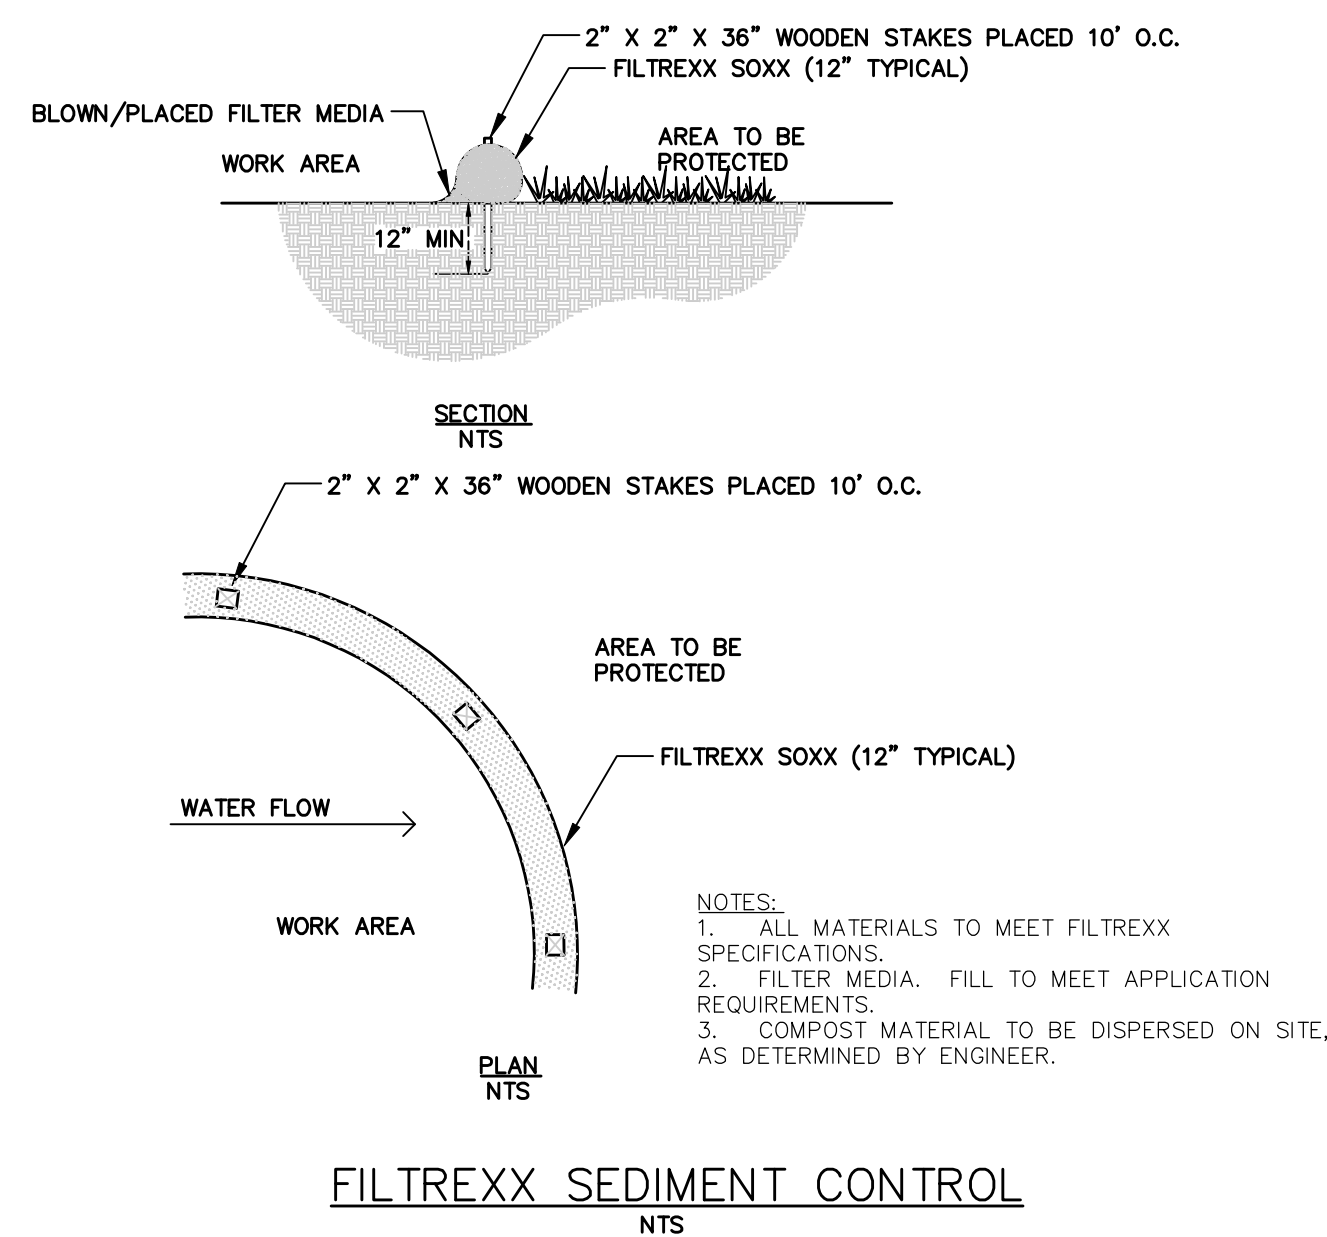 2" X 2" X 36" WOODEN STAKES PLACED 10' O.C.
FILTREXX SOXX (12" TYPICAL)
BLOWN/PLACED FILTER MEDIA
AREA TO BE
PROTECTED
WORK AREA
12" MIN
SECTION
NTS
2" X 2" X 36" WOODEN STAKES PLACED 10' O.C.
AREA TO BE
PROTECTED
FILTREXX SOXX (12" TYPICAL)
WATER FLOW
WORK AREA
NOTES:
1. ALL MATERIALS TO MEET FILTREXX
SPECIFICATIONS.
2. FILTER MEDIA. FILL TO MEET APPLICATION
REQUIREMENTS.
3. COMPOST MATERIAL TO BE DISPERSED ON SITE,
AS DETERMINED BY ENGINEER.
PLAN
NTS
FILTREXX SEDIMENT CONTROL
NTS